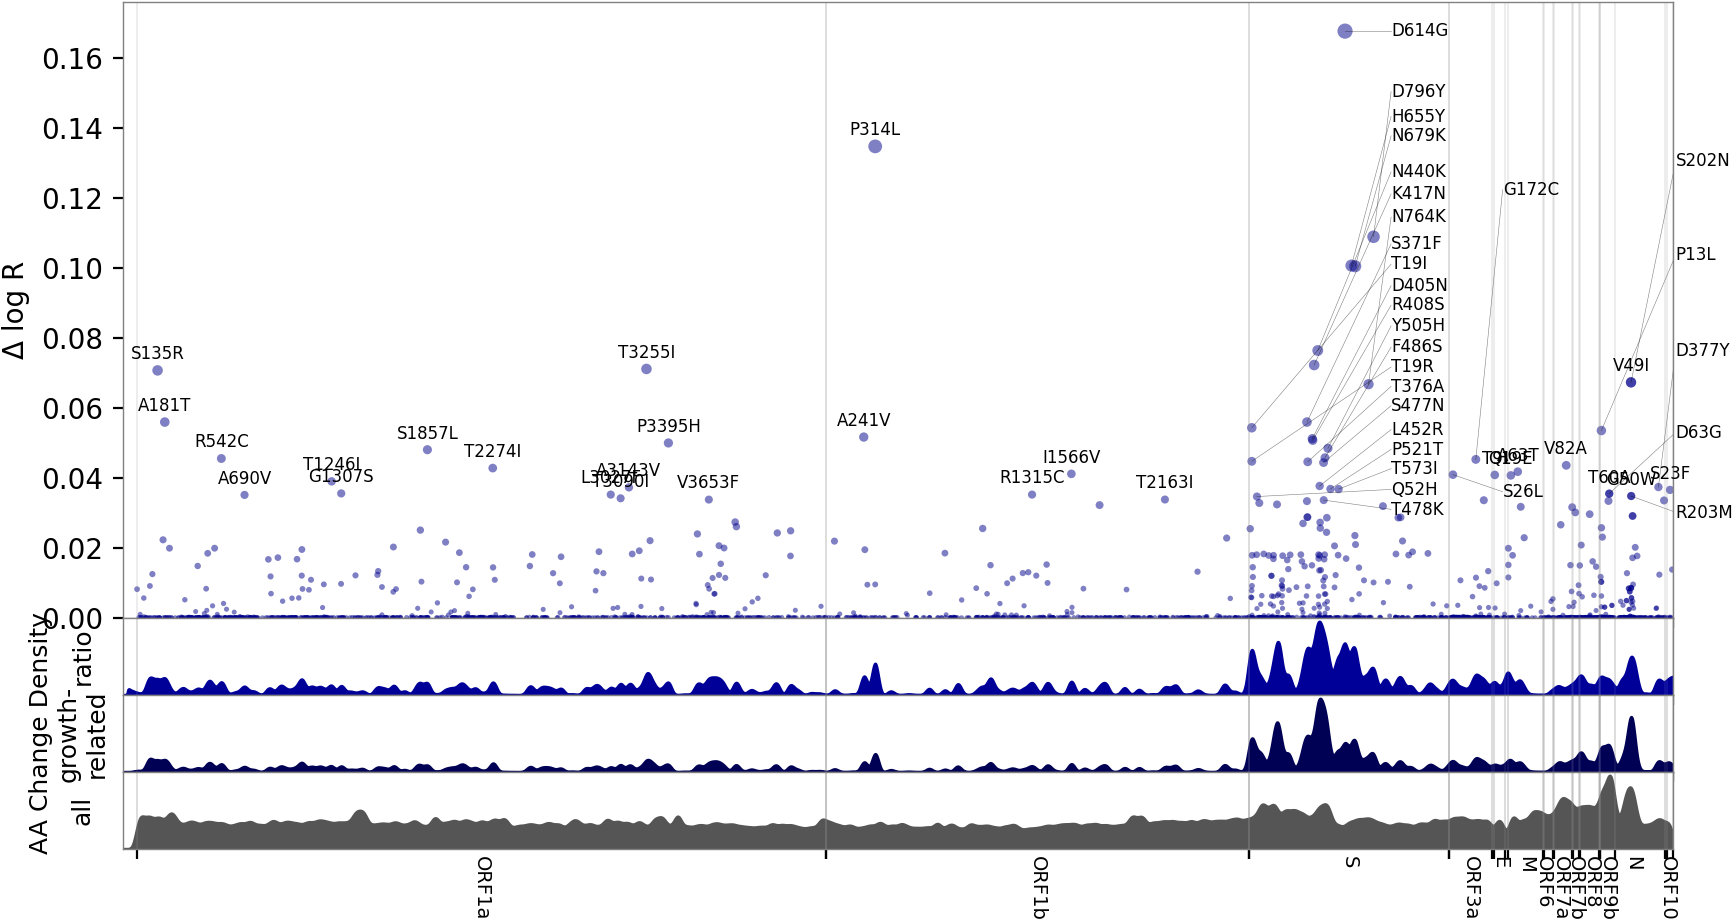 Δ log R
0.16
0.14
0.12
0.10
0.08
0.06
0.04
0.02
0.00
D614G
D796Y
H655Y
P314L
N679K
S202N
N440K
G172C
K417N
N764K
S371F
P13L
T19I
D405N
R408S
Y505H
F486S
D377Y
S135R
T3255I
T19R
V49I
T376A
A181T
S477N
A241V
P3395H
L452R
S1857L
D63G
R542C
P521T
V82A
T2274I
I1566V
T1246I
A3143V
T573I
A63T
G1307S
A690V
T3090I
V3653F
R1315C
T2163I
Q52H
S26L
T60A
G50W
S23F
T478K
R203M
AA Change Density
ratio
growth-
related
all
ORF1a
ORF1b
S
ORF3a
E
M
ORF6
ORF7a
ORF7b
ORF8
ORF9b
N
ORF10